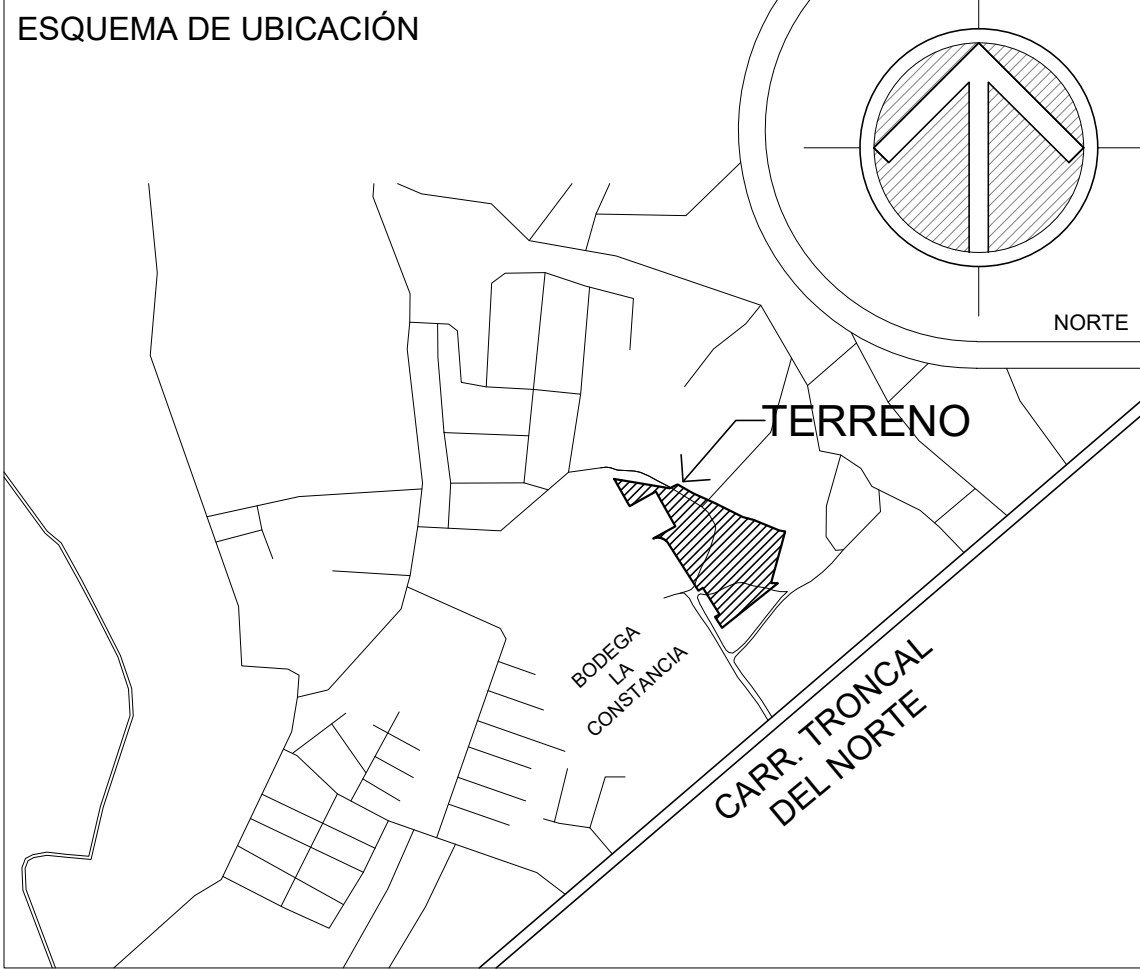 ESQUEMA DE UBICACIÓN
NORTE
TERRENO
BODEGA
LA
CONSTANCIA
CARR. TRONCAL
DEL NORTE